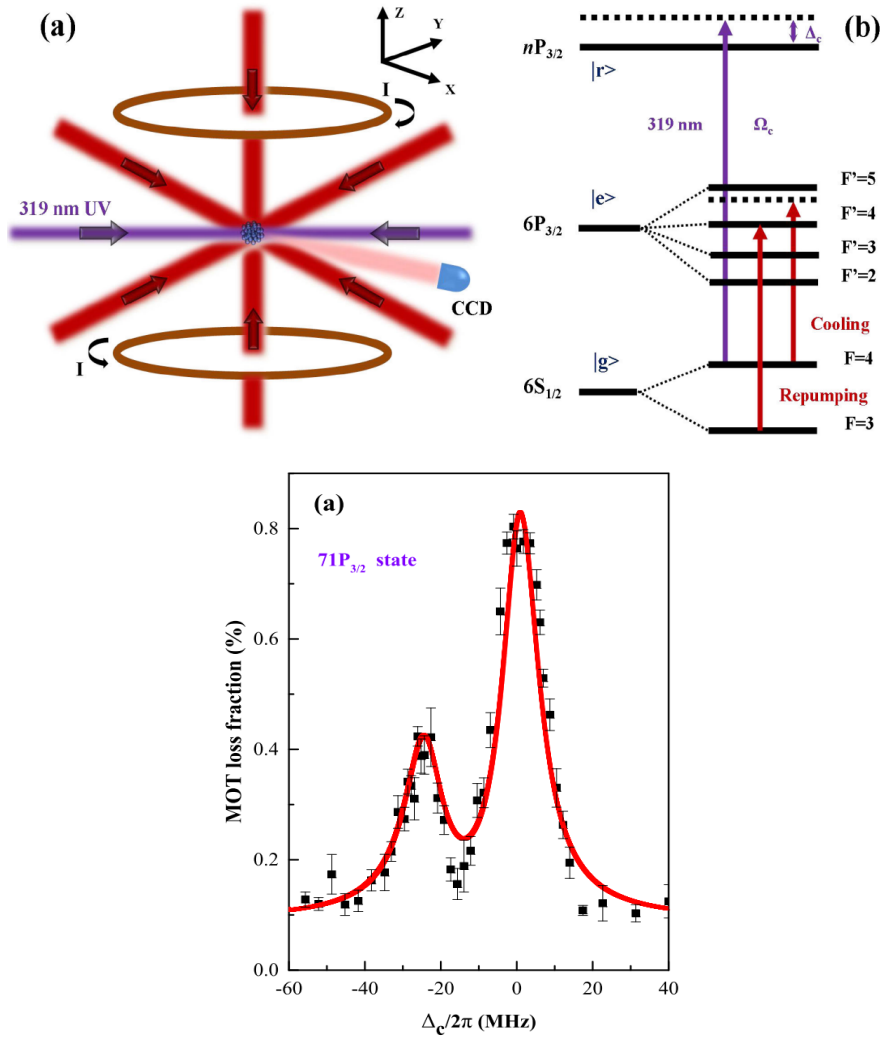 (a)
Z
Y
X
I
319 nm UV
CCD
I
(b)
Δc
nP3/2
|r>
319 nm
Ωc
F'=5
|e>
F'=4
6P3/2
F'=3
F'=2
Cooling
|g>
F=4
6S1/2
Repumping
F=3
(a)
71P3/2 state
MOT loss fraction (%)
0.8
0.6
0.4
0.2
0.0
-60
-40
-20
0
20
40
Δc/2π (MHz)